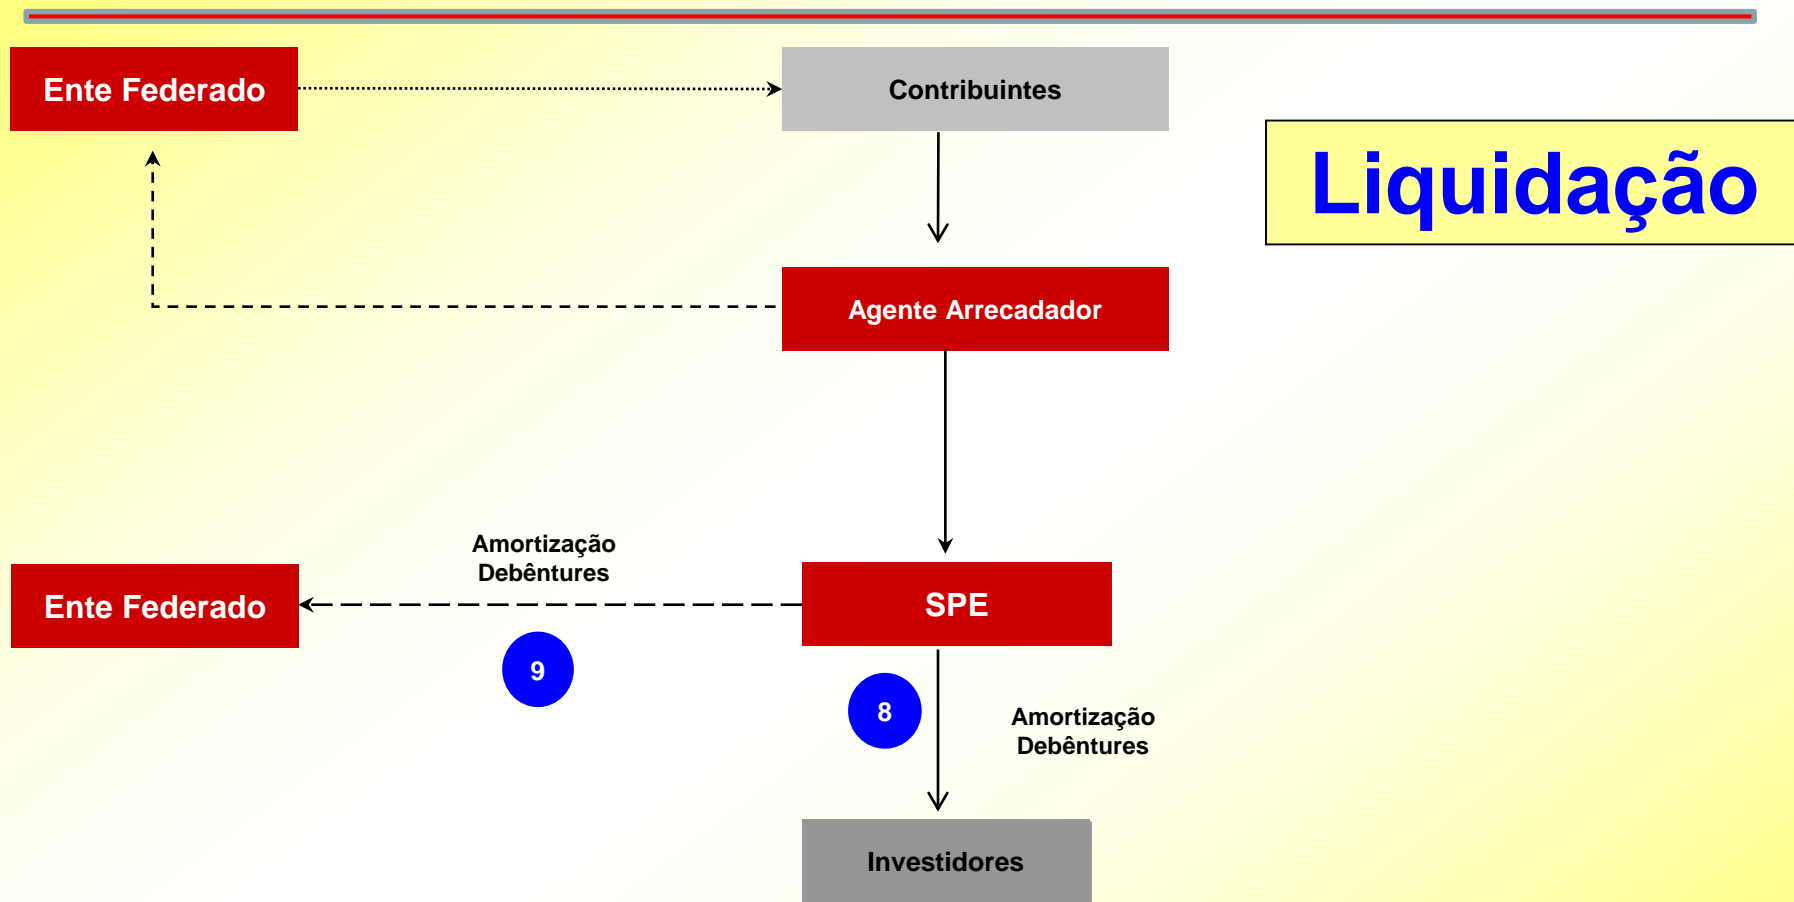 Ente Federado
Contribuintes
Liquidação
Agente Arrecadador
Amortização
Debêntures
Ente Federado
SPE
9
8
Amortização
Debêntures
Investidores